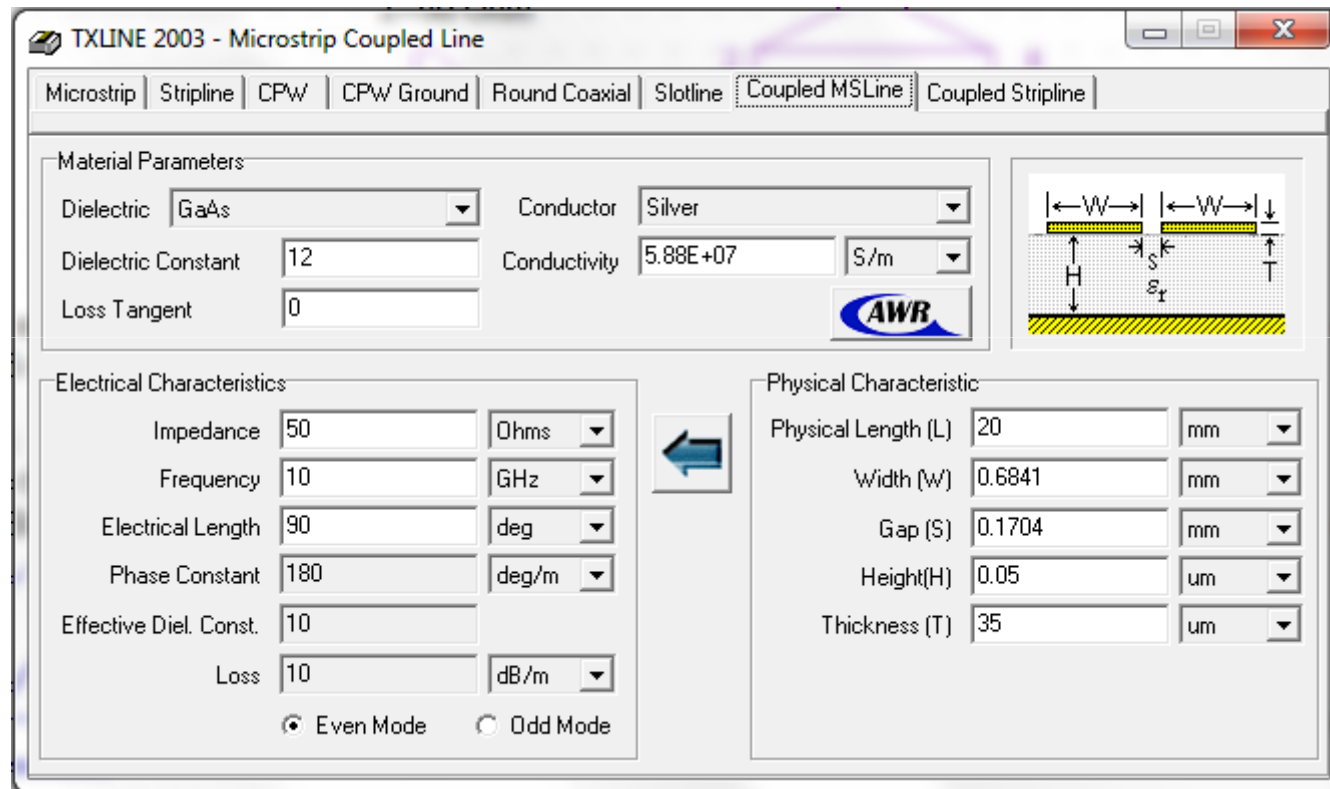 TXLINE 2003 - Microstrip Coupled Line
Microstrip Stripline CPW CPW Ground Round Coaxial Slotline Coupled MSLine Coupled Stripline
Material Parameters
Dielectric GaAs
Conductor Silver
Dielectric Constant 12
Conductivity 5.88E+07 S/m
Loss Tangent 0
AWR
W W
S T
H
εr
Electrical Characteristics
Impedance 50 Ohms
Frequency 10 GHz
Electrical Length 90 deg
Phase Constant 180 deg/m
Effective Diel. Const. 10
Loss 10 dB/m
Even Mode Odd Mode
Physical Characteristic
Physical Length (L) 20 mm
Width (W) 0.6841 mm
Gap (S) 0.1704 mm
Height(H) 0.05 um
Thickness (T) 35 um